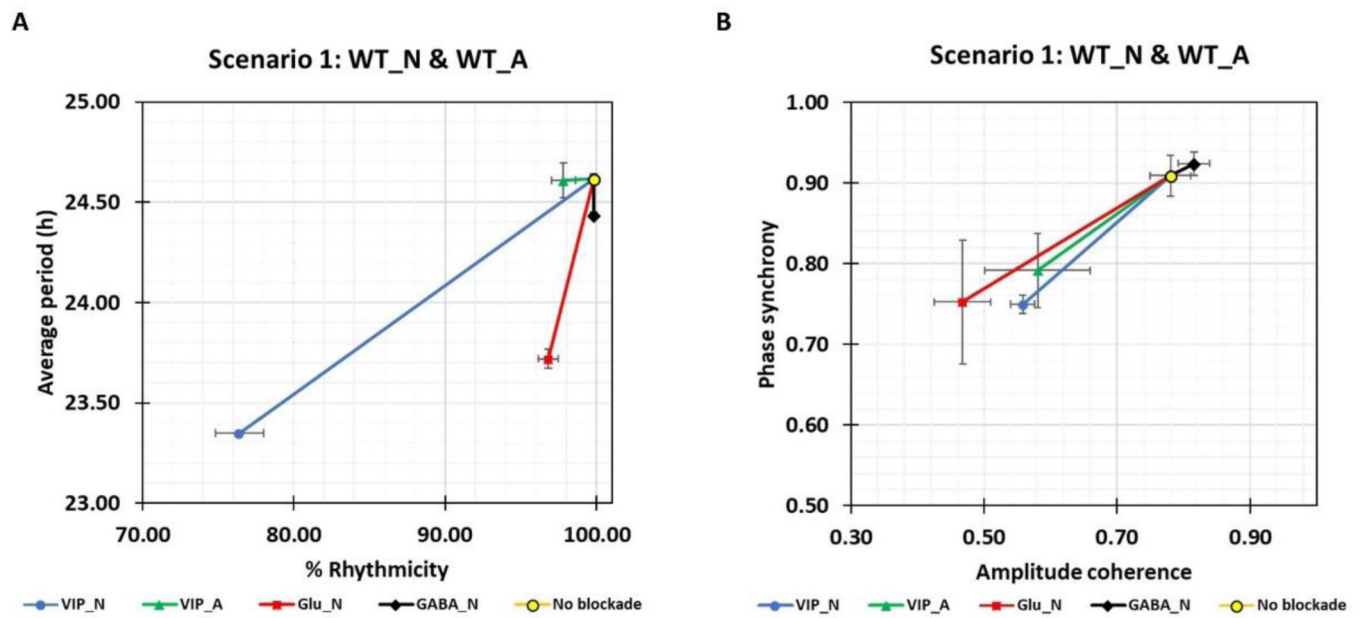 A
Scenario 1: WT_N & WT_A
25.00
24.50
24.00
23.50
23.00
Average period (h)
70.00 80.00 90.00 100.00
% Rhythmicity
VIP_N VIP_A Glu_N GABA_N No blockade
B
Scenario 1: WT_N & WT_A
1.00
0.90
0.80
0.70
0.60
0.50
Phase synchrony
0.30 0.50 0.70 0.90
Amplitude coherence
VIP_N VIP_A Glu_N GABA_N No blockade